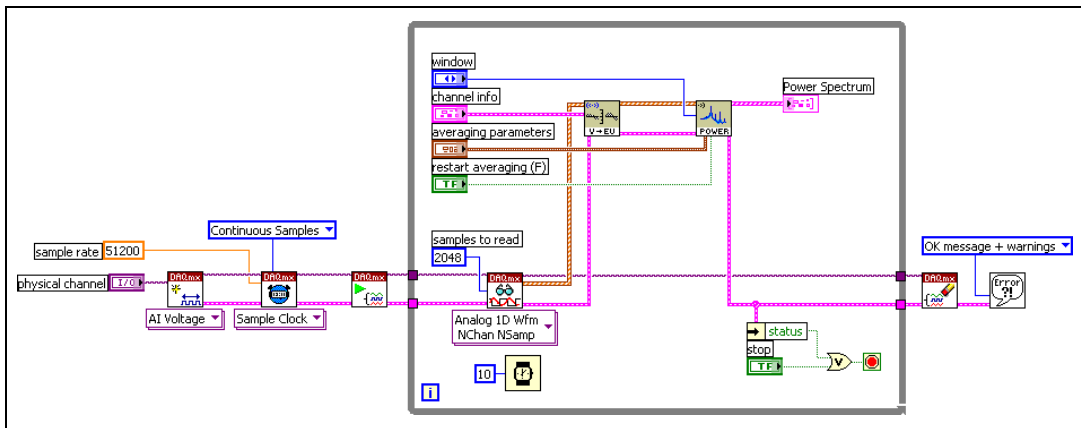 window
channel info
averaging parameters
restart averaging (F)
TF
V→EU
POWER
Power Spectrum
Continuous Samples
sample rate 51200
physical channel I/O
DAQmx
DAQmx
DAQmx
AI Voltage
Sample Clock
samples to read
2048
DAQmx
Analog 1D Wfm
NChan NSamp
10
i
status
stop
TF
V
OK message + warnings
DAQmx
Error
?!